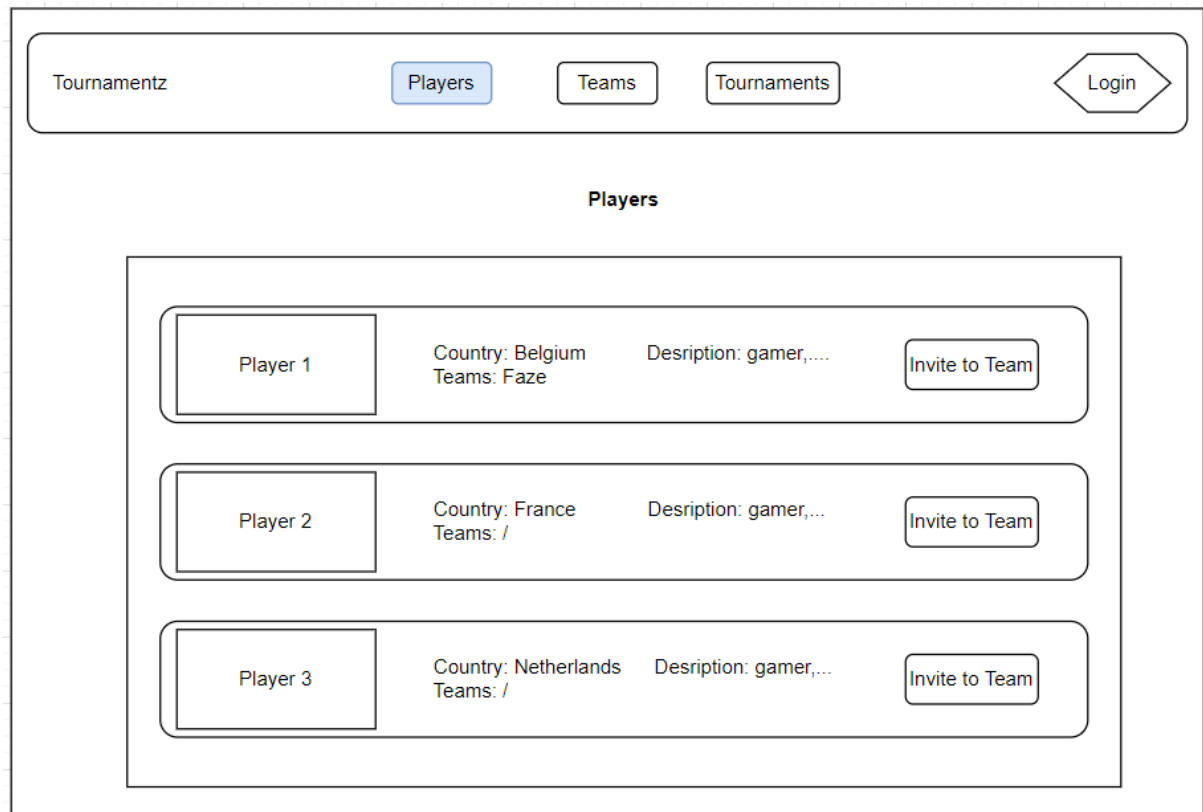 Tournamentz Players Teams Tournaments Login
Players
Player 1
Country: Belgium
Teams: Faze
Desription: gamer,....
Invite to Team
Player 2
Country: France
Teams: /
Desription: gamer,...
Invite to Team
Player 3
Country: Netherlands
Teams: /
Desription: gamer,...
Invite to Team